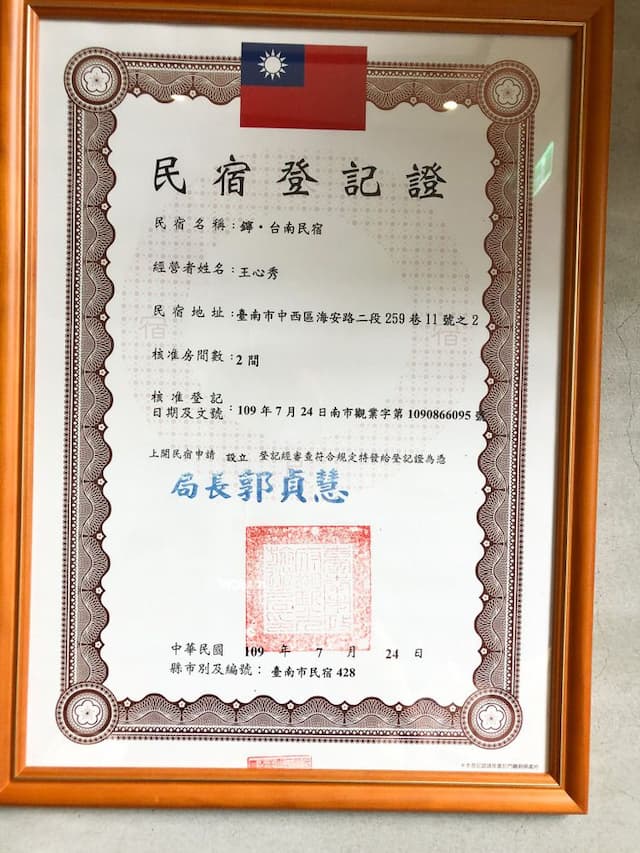 民宿登記證
民宿名稱：鐸·台南民宿
經營者姓名：王心秀
民宿地址：臺南市中西區海安路二段259巷11號之2
核准房間數：2間
核准登記
日期及文號：109年7月24日南市觀業字第1090866095號
上開民宿申請 設立 登記經審查符合規定特發給登記證為憑
局長郭貞慧
中華民國 109 年 7 月 24 日
縣市別及編號：臺南市民宿428